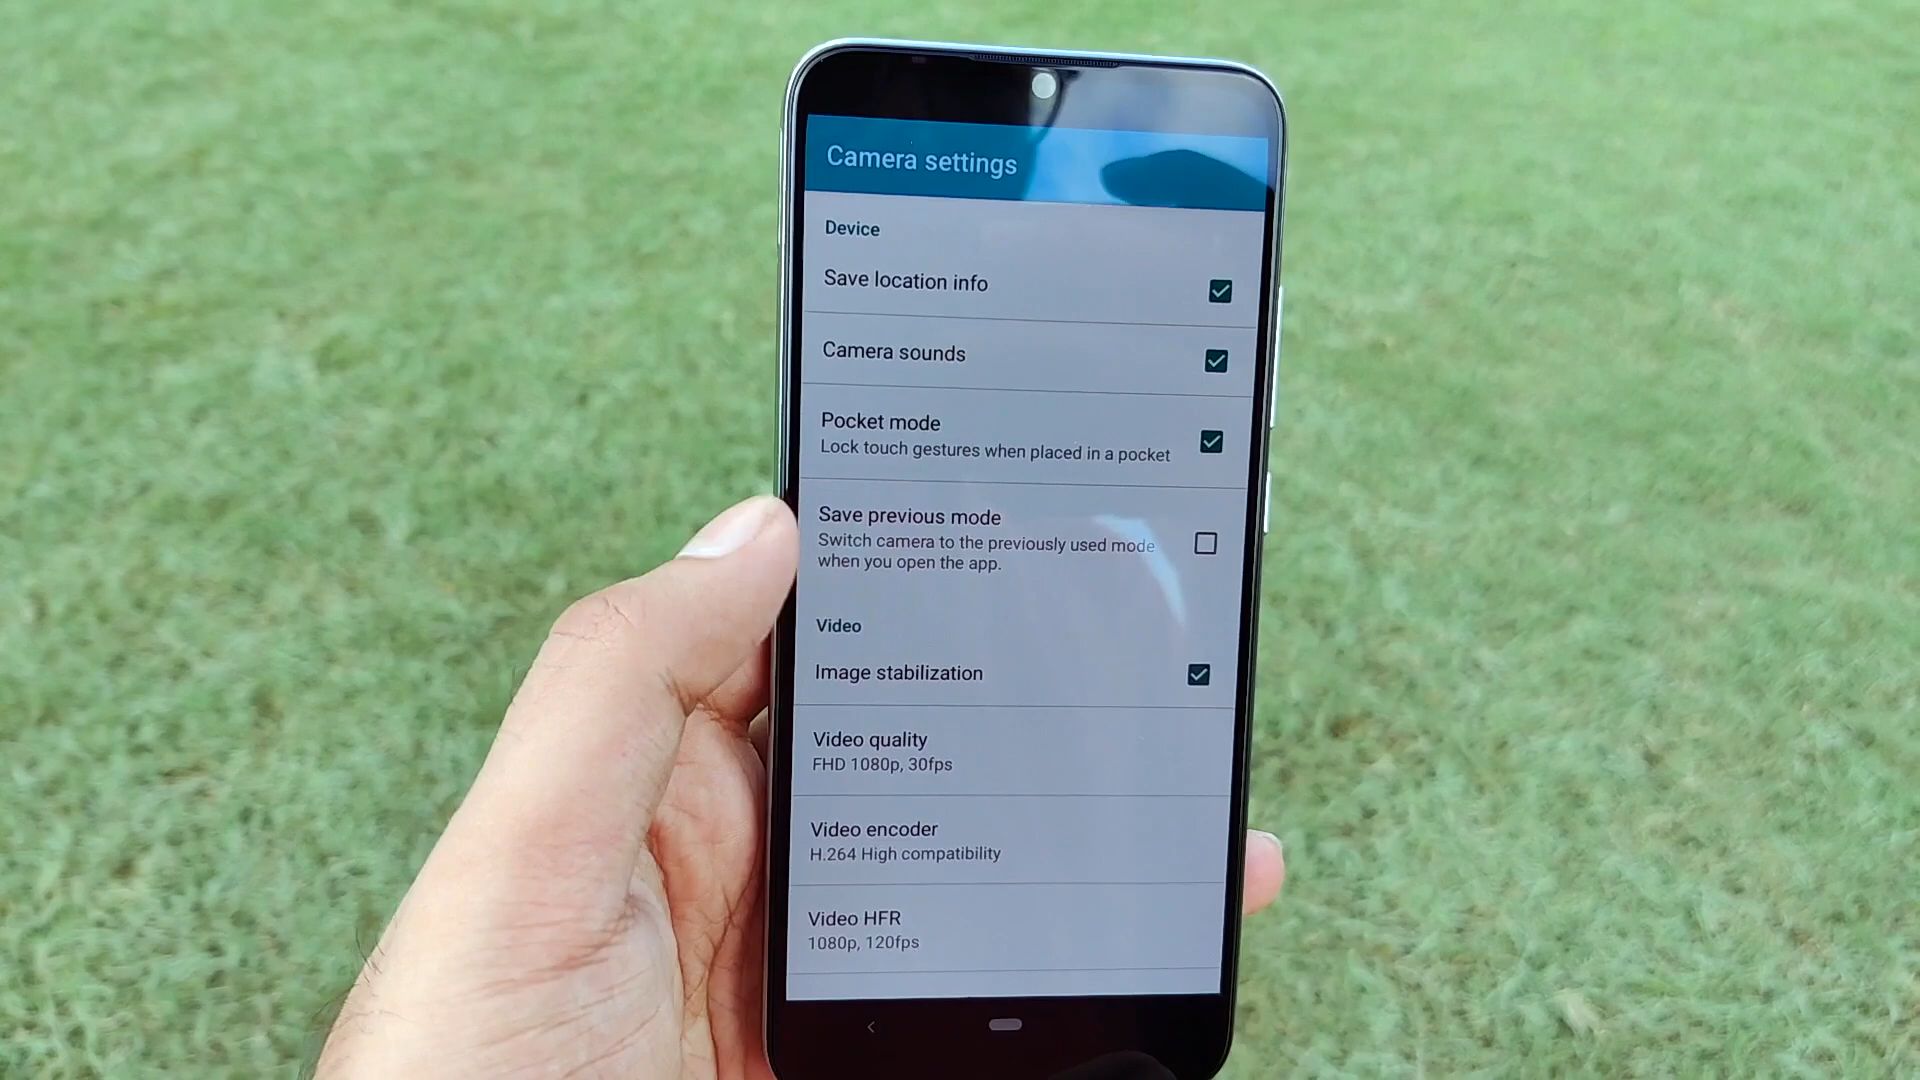 Camera settings
Device
Save location info
Camera sounds
Pocket mode
Lock touch gestures when placed in a pocket
Save previous mode
Switch camera to the previously used mode
when you open the app.
Video
Image stabilization
Video quality
FHD 1080p, 30fps
Video encoder
H.264 High compatibility
Video HFR
1080p, 120fps